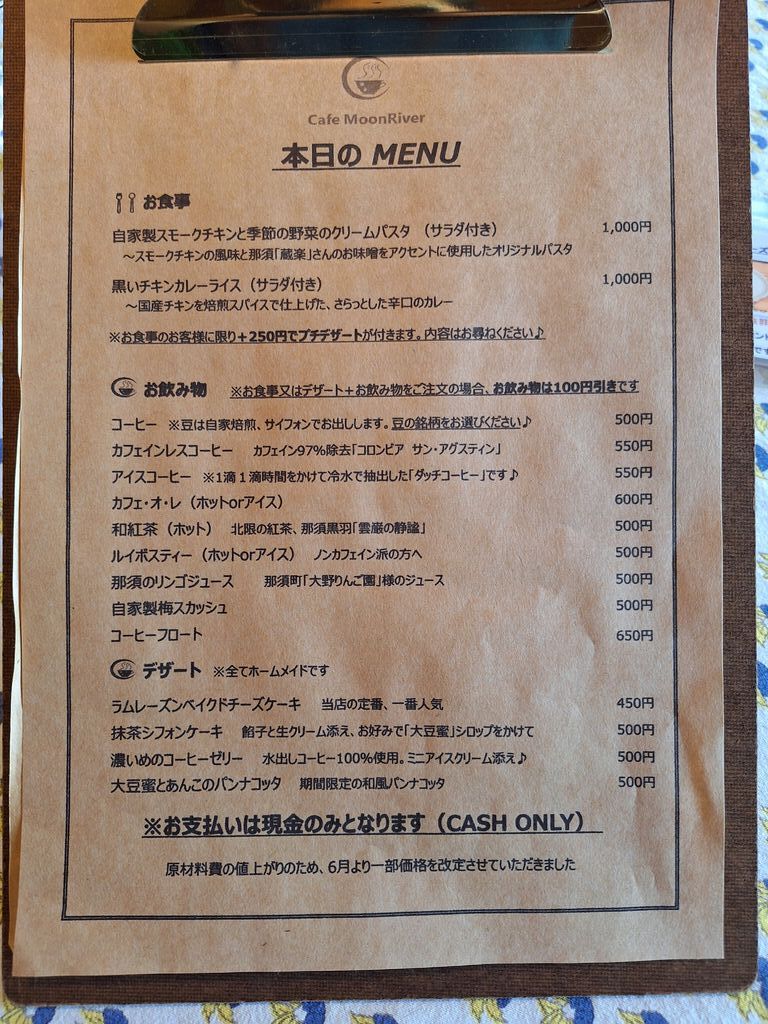 Cafe MoonRiver
本日の MENU
お食事
自家製スモークチキンと季節の野菜のクリームパスタ (サラダ付き) 1,000円
～スモークチキンの風味と那須「蔵楽」さんのお味噌をアクセントに使用したオリジナルパスタ
黒いチキンカレーライス (サラダ付き) 1,000円
～国産チキンを焙煎スパイスで仕上げた、さらっとした辛口のカレー
※お食事のお客様に限り+250円でプチデザートが付きます。内容はお尋ねください♪
お飲み物 ※お食事又はデザート+お飲み物をご注文の場合、お飲み物は100円引きです
コーヒー ※豆は自家焙煎、サイフォンでお出しします。豆の銘柄をお選びください♪ 500円
カフェインレスコーヒー カフェイン97%除去「コロンビア サン・アグスティン」 550円
アイスコーヒー ※1滴1滴時間をかけて冷水で抽出した「ダッチコーヒー」です♪ 550円
カフェ・オ・レ (ホットorアイス) 600円
和紅茶 (ホット) 北限の紅茶、那須黒羽「雲巌の静謐」 500円
ルイボスティー (ホットorアイス) ノンカフェイン派の方へ 500円
那須のリンゴジュース 那須町「大野りんご園」様のジュース 500円
自家製梅スカッシュ 500円
コーヒーフロート 650円
デザート ※全てホームメイドです
ラムレーズンベイクドチーズケーキ 当店の定番、一番人気 450円
抹茶シフォンケーキ 餡子と生クリーム添え、お好みで「大豆蜜」シロップをかけて 500円
濃いめのコーヒーゼリー 水出しコーヒー100%使用。ミニアイスクリーム添え♪ 500円
大豆蜜とあんこのパンナコッタ 期間限定の和風パンナコッタ 500円
※お支払いは現金のみとなります (CASH ONLY)
原材料費の値上がりのため、6月より一部価格を改定させていただきました